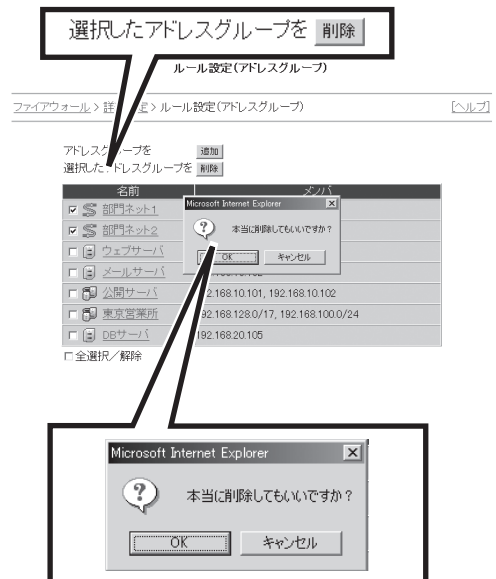 選択したアドレスグループを 削除
ルール設定(アドレスグループ)
ファイアウォール > 詳 定 > ルール設定(アドレスグループ) [ヘルプ]
アドレスグ ープを 追加
選択した ドレスグループを 削除
名前 メンバ
部門ネット1
部門ネット2
ウェブサーバ
メールサーバ
公開サーバ 192.168.10.101, 192.168.10.102
東京営業所 192.168.128.0/17, 192.168.100.0/24
DBサーバ 192.168.20.105
全選択/解除
Microsoft Internet Explorer
本当に削除してもいいですか?
OK キャンセル
Microsoft Internet Explorer
本当に削除してもいいですか?
OK キャンセル